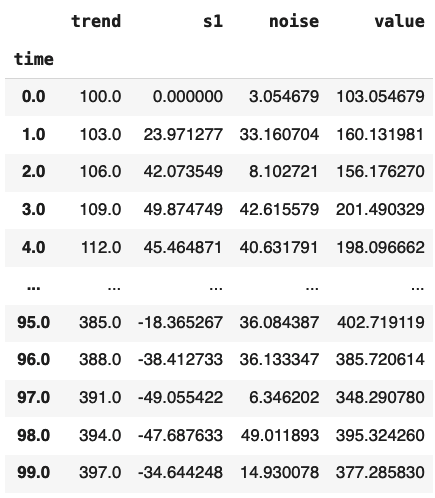 trend s1 noise value
time
0.0 100.0 0.000000 3.054679 103.054679
1.0 103.0 23.971277 33.160704 160.131981
2.0 106.0 42.073549 8.102721 156.176270
3.0 109.0 49.874749 42.615579 201.490329
4.0 112.0 45.464871 40.631791 198.096662
... ... ... ... ...
95.0 385.0 -18.365267 36.084387 402.719119
96.0 388.0 -38.412733 36.133347 385.720614
97.0 391.0 -49.055422 6.346202 348.290780
98.0 394.0 -47.687633 49.011893 395.324260
99.0 397.0 -34.644248 14.930078 377.285830